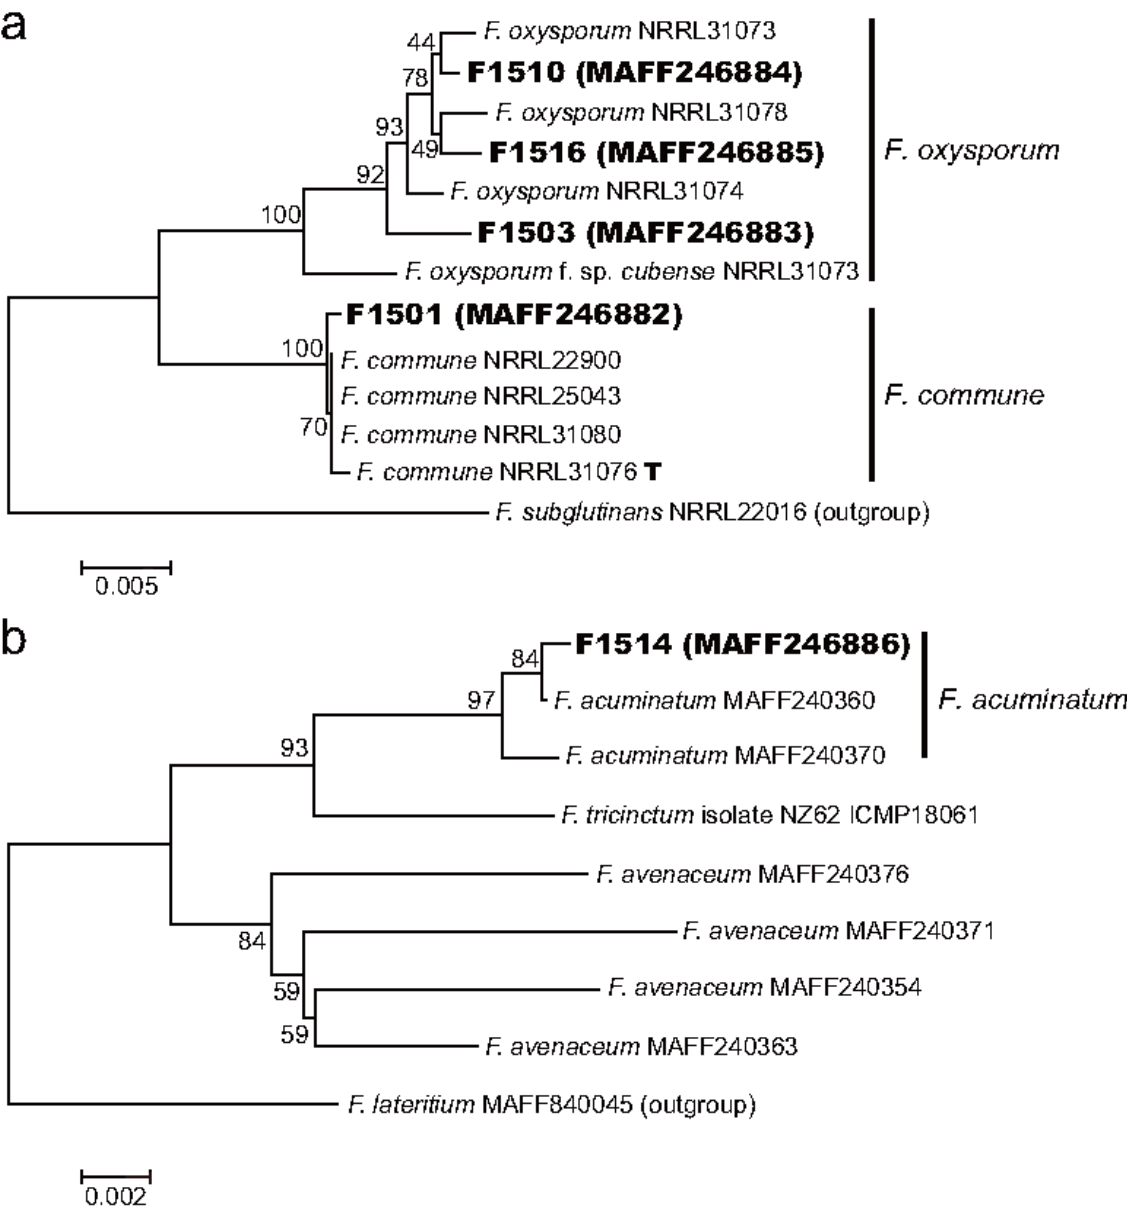 a
F. oxysporum NRRL31073
44
F1510 (MAFF246884)
78
F. oxysporum NRRL31078
93
49
F1516 (MAFF246885)
F. oxysporum
92
F. oxysporum NRRL31074
100
F1503 (MAFF246883)
F. oxysporum f. sp. cubense NRRL31073
F1501 (MAFF246882)
100
F. commune NRRL22900
F. commune NRRL25043
F. commune
70
F. commune NRRL31080
F. commune NRRL31076 T
F. subglutinans NRRL22016 (outgroup)
0.005
b
F1514 (MAFF246886)
84
97
F. acuminatum MAFF240360
F. acuminatum
93
F. acuminatum MAFF240370
F. tricinctum isolate NZ62 ICMP18061
F. avenaceum MAFF240376
84
F. avenaceum MAFF240371
59
F. avenaceum MAFF240354
59
F. avenaceum MAFF240363
F. lateritium MAFF840045 (outgroup)
0.002